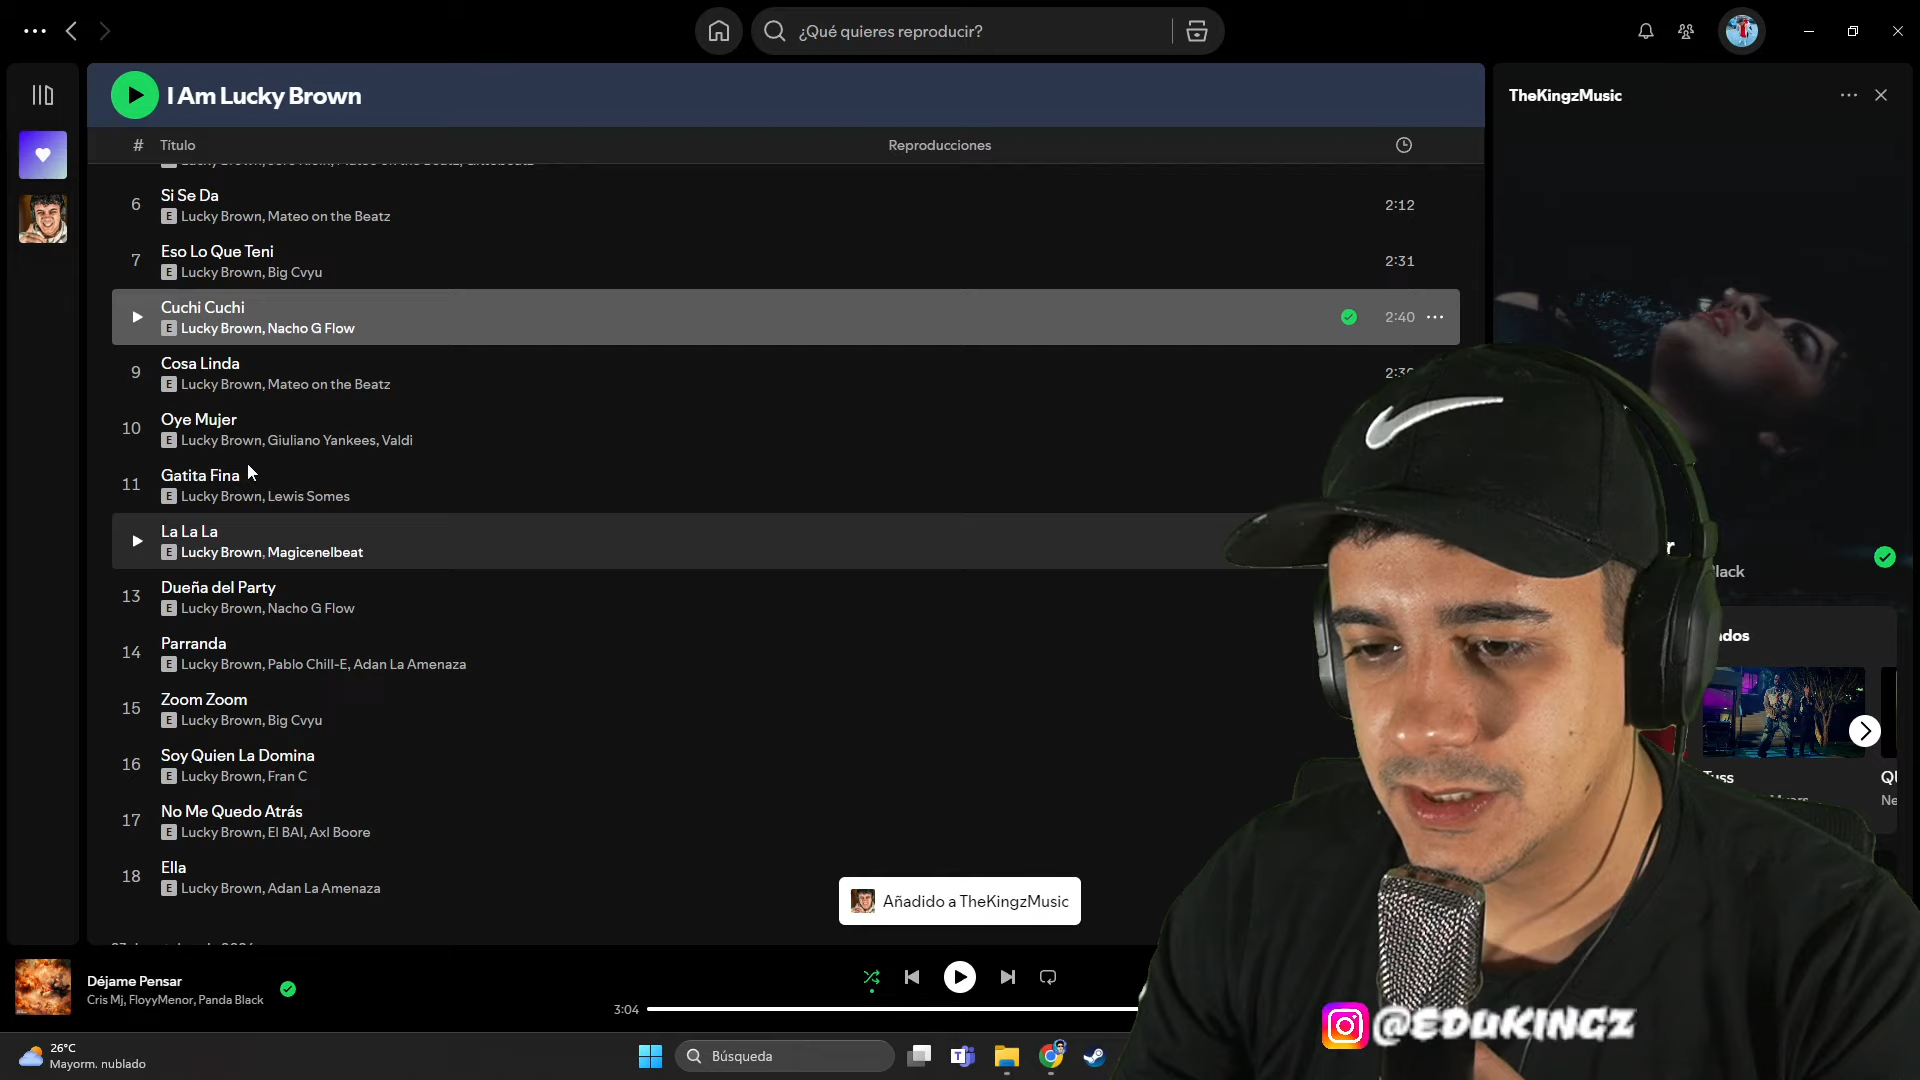 ¿Qué quieres reproducir?
I Am Lucky Brown
TheKingzMusic
# Título Reproducciones
6 Si Se Da 2:12
E Lucky Brown, Mateo on the Beatz
7 Eso Lo Que Teni 2:31
E Lucky Brown, Big Cvyu
Cuchi Cuchi 2:40
E Lucky Brown, Nacho G Flow
9 Cosa Linda
E Lucky Brown, Mateo on the Beatz
10 Oye Mujer
E Lucky Brown, Giuliano Yankees, Valdi
11 Gatita Fina
E Lucky Brown, Lewis Somes
La La La
E Lucky Brown, Magicenelbeat
13 Dueña del Party
E Lucky Brown, Nacho G Flow
14 Parranda
E Lucky Brown, Pablo Chill-E, Adan La Amenaza
15 Zoom Zoom
E Lucky Brown, Big Cvyu
16 Soy Quien La Domina
E Lucky Brown, Fran C
17 No Me Quedo Atrás
E Lucky Brown, El BAI, Axl Boore
18 Ella
E Lucky Brown, Adan La Amenaza
Añadido a TheKingzMusic
Déjame Pensar
Cris Mj, FloyyMenor, Panda Black
3:04
@EDUKINGZ
26°C
Mayorm. nublado
Búsqueda